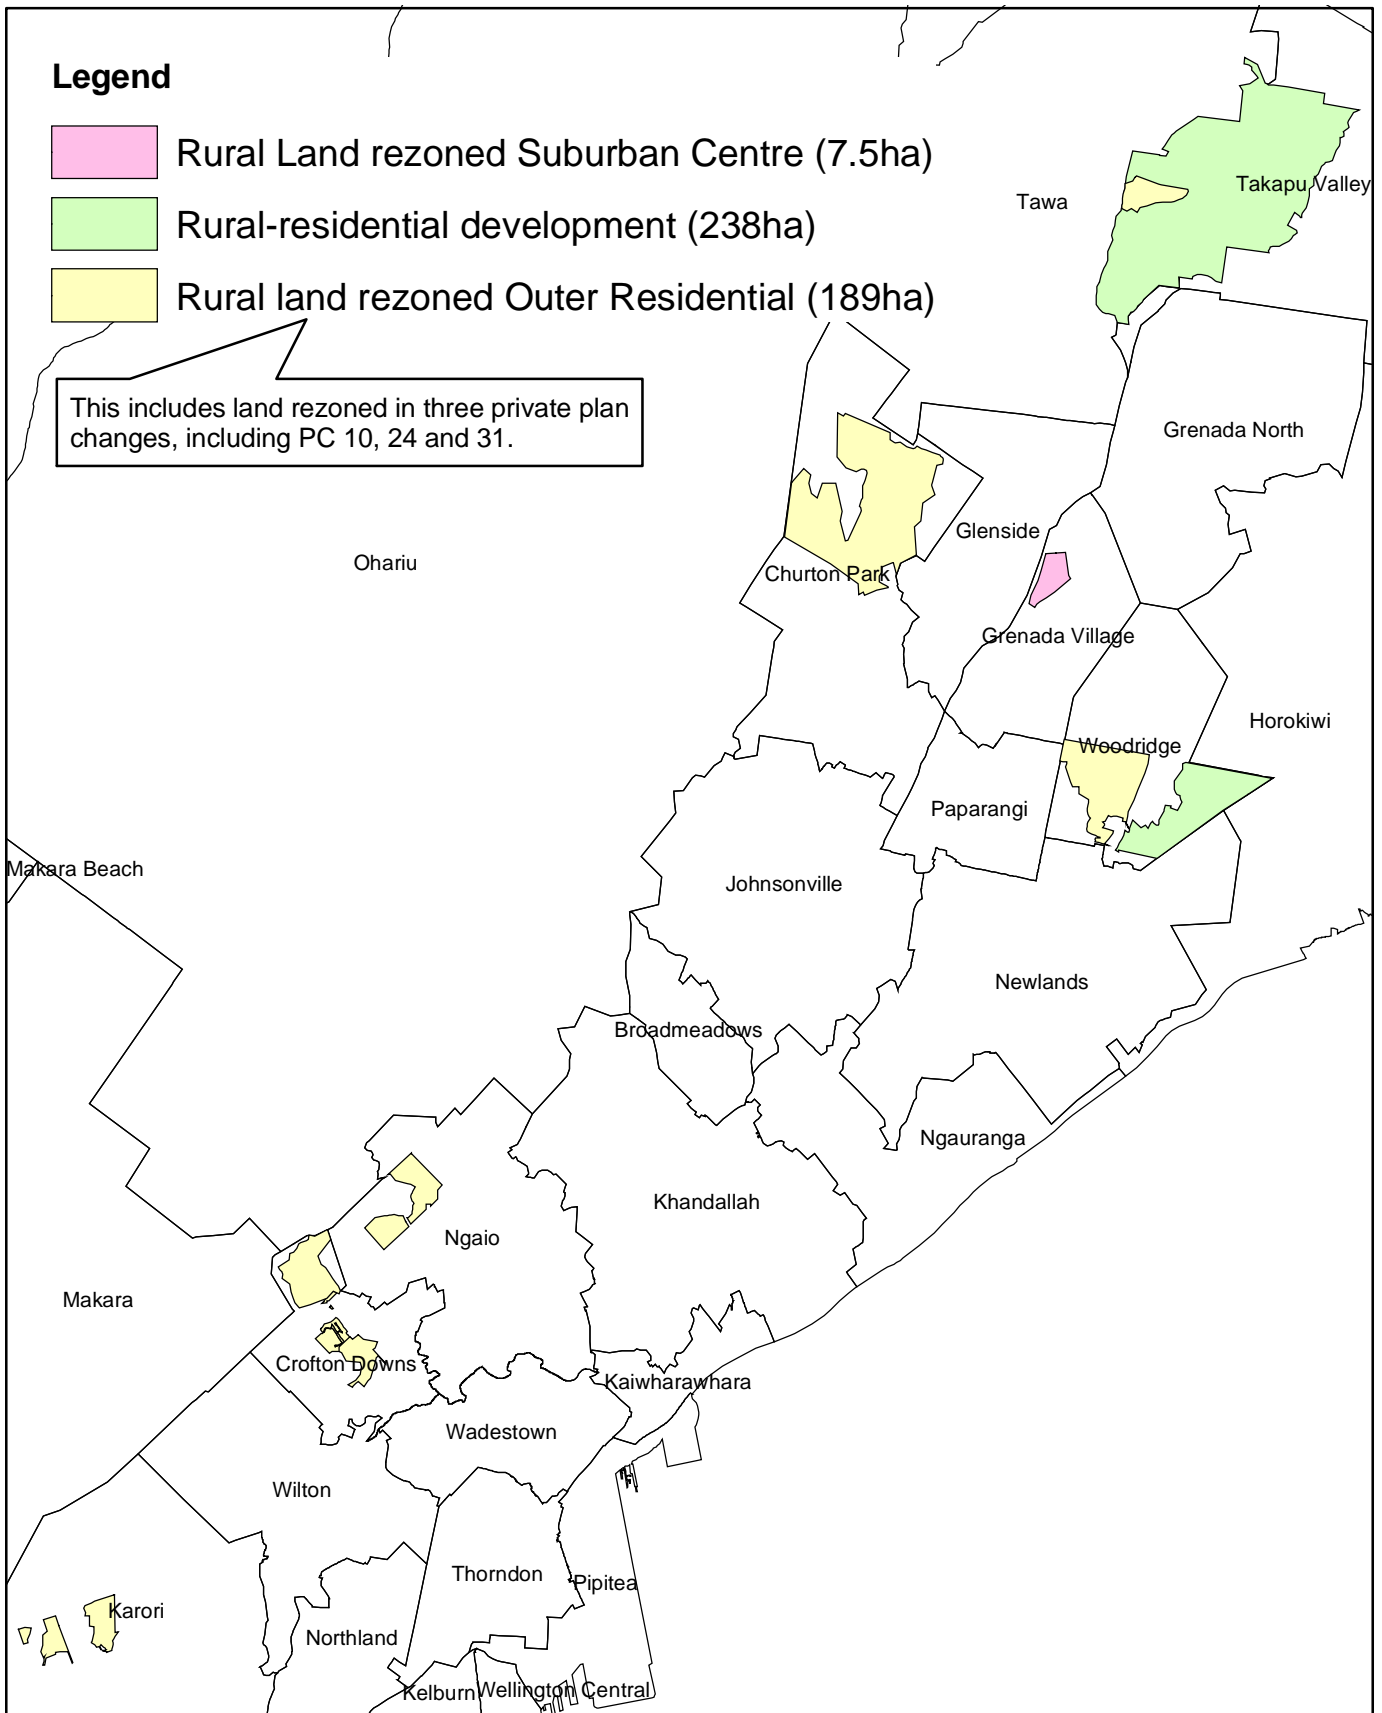 Legend
Rural Land rezoned Suburban Centre (7.5ha)
Rural-residential development (238ha)
Rural land rezoned Outer Residential (189ha)
This includes land rezoned in three private plan
changes, including PC 10, 24 and 31.
Takapu Valley
Tawa
Grenada North
Glenside
Ohariu
Churton Park
Grenada Village
Horokiwi
Woodridge
Paparangi
Makara Beach
Johnsonville
Newlands
Broadmeadows
Ngauranga
Khandallah
Ngaio
Makara
Crofton Downs
Kaiwharawhara
Wadestown
Wilton
Thorndon
Pipitea
Karori
Northland
Kelburn
Wellington Central